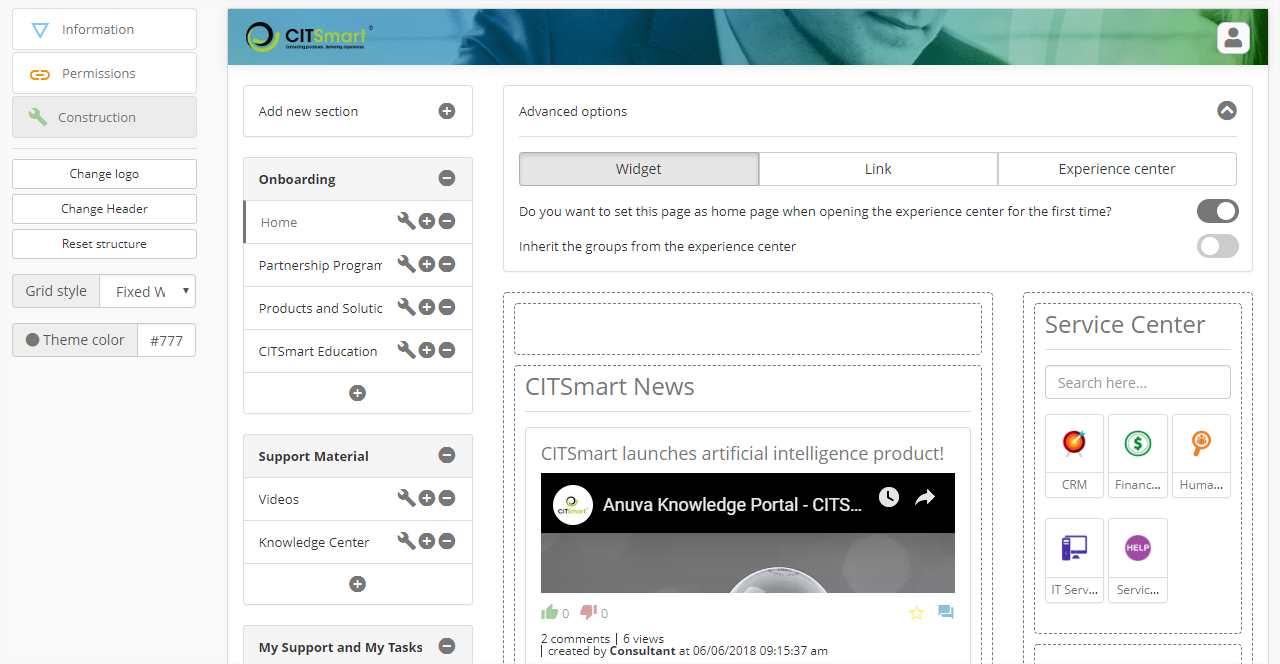 Information
Permissions
Construction
Change logo
Change Header
Reset structure
Grid style Fixed W
Theme color #777
CITSmart
Connecting processes. Delivering experiences.
Add new section
Onboarding
Home
Partnership Program
Products and Solutic
CITSmart Education
Support Material
Videos
Knowledge Center
My Support and My Tasks
Advanced options
Widget Link Experience center
Do you want to set this page as home page when opening the experience center for the first time?
Inherit the groups from the experience center
CITSmart News
CITSmart launches artificial intelligence product!
CITSmart
Anuva Knowledge Portal - CITS...
0 0
2 comments | 6 views
| created by Consultant at 06/06/2018 09:15:37 am
Service Center
Search here...
CRM Financ... Huma...
HELP
IT Serv... Servic...